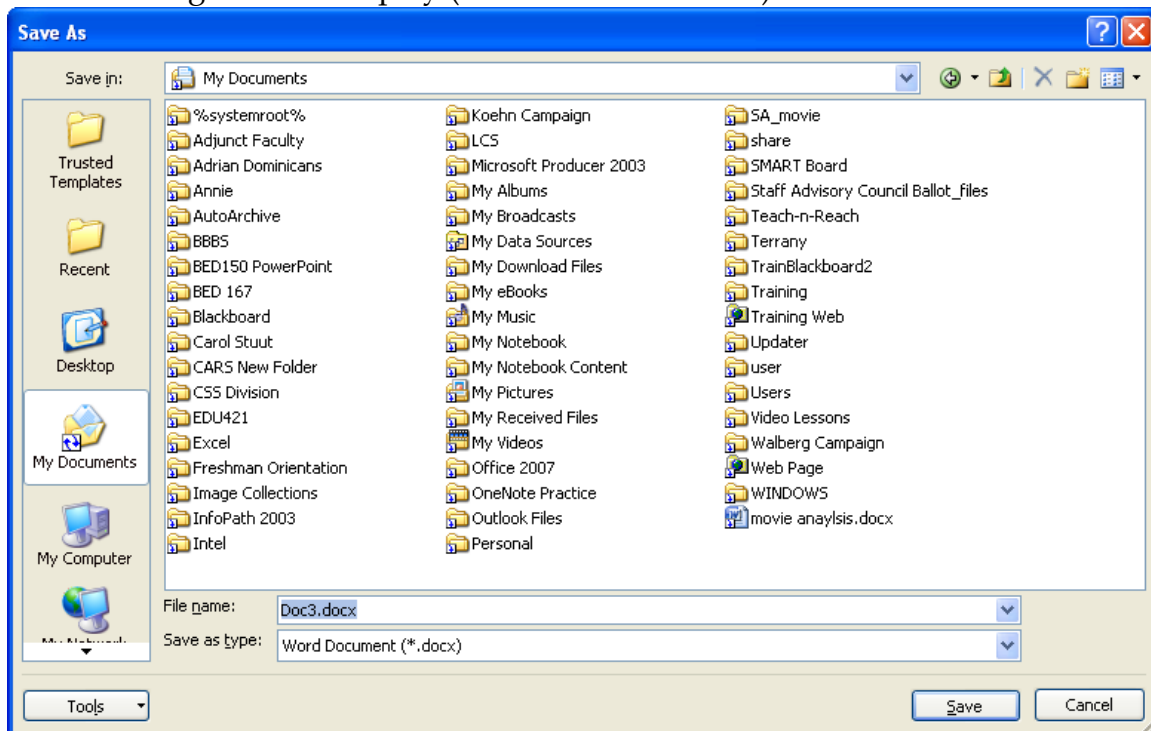 Save As
Save in:
My Documents
Trusted
Templates
Recent
Desktop
My Documents
My Computer
%systemroot%
Adjunct Faculty
Adrian Dominicans
Annie
AutoArchive
BBBS
BED150 PowerPoint
BED 167
Blackboard
Carol Stuut
CARS New Folder
CSS Division
EDU421
Excel
Freshman Orientation
Image Collections
InfoPath 2003
Intel
Koehn Campaign
LCS
Microsoft Producer 2003
My Albums
My Broadcasts
My Data Sources
My Download Files
My eBooks
My Music
My Notebook
My Notebook Content
My Pictures
My Received Files
My Videos
Office 2007
OneNote Practice
Outlook Files
Personal
SA_movie
share
SMART Board
Staff Advisory Council Ballot_files
Teach-n-Reach
Terrany
TrainBlackboard2
Training
Training Web
Updater
user
Users
Video Lessons
Walberg Campaign
Web Page
WINDOWS
movie anaylsis.docx
File name:
Doc3.docx
Save as type:
Word Document (*.docx)
Tools
Save
Cancel